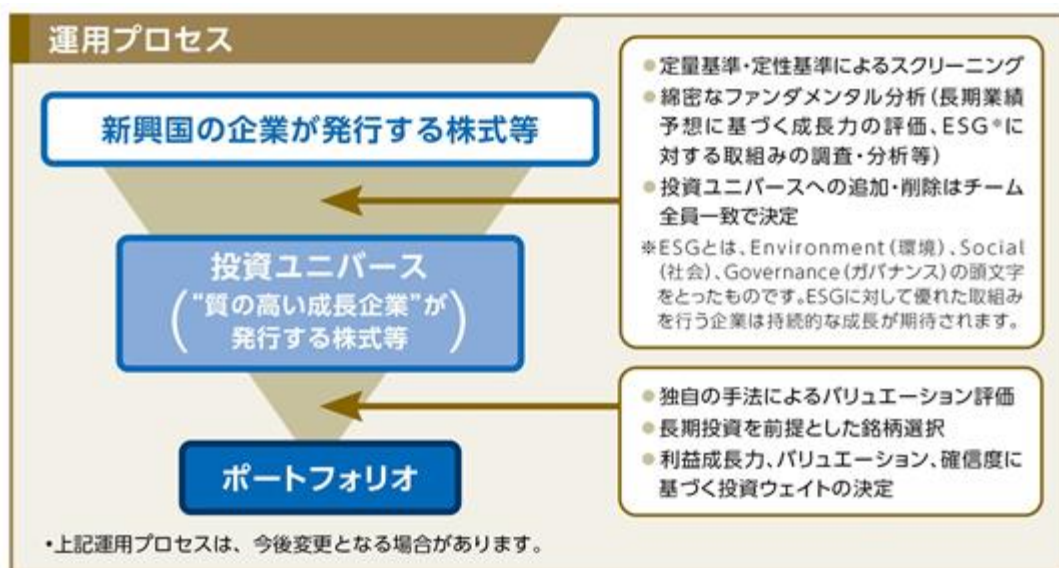 運用プロセス
新興国の企業が発行する株式等
●定量基準・定性基準によるスクリーニング
●綿密なファンダメンタル分析(長期業績
予想に基づく成長力の評価、ESG※に
対する取組みの調査・分析等)
●投資ユニバースへの追加・削除はチーム
全員一致で決定
※ESGとは、Environment(環境)、Social
(社会)、Governance(ガバナンス)の頭文字
をとったものです。ESGに対して優れた取組み
を行う企業は持続的な成長が期待されます。
投資ユニバース
(“質の高い成長企業”が
発行する株式等)
●独自の手法によるバリュエーション評価
●長期投資を前提とした銘柄選択
●利益成長力、バリュエーション、確信度に
基づく投資ウェイトの決定
ポートフォリオ
・上記運用プロセスは、今後変更となる場合があります。